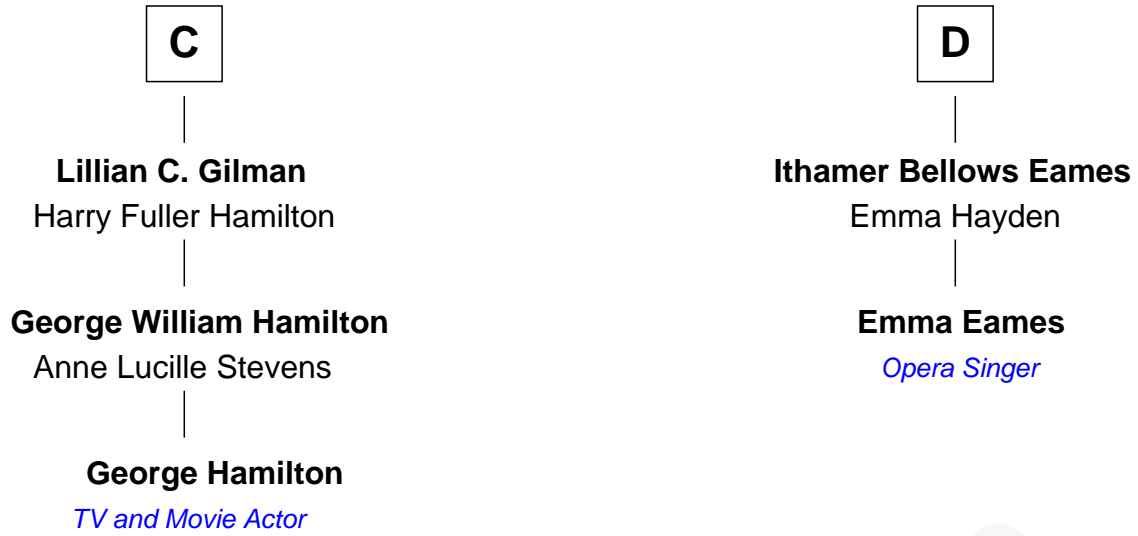 C
Lillian C. Gilman
Harry Fuller Hamilton
George William Hamilton
Anne Lucille Stevens
George Hamilton
TV and Movie Actor
D
Ithamer Bellows Eames
Emma Hayden
Emma Eames
Opera Singer